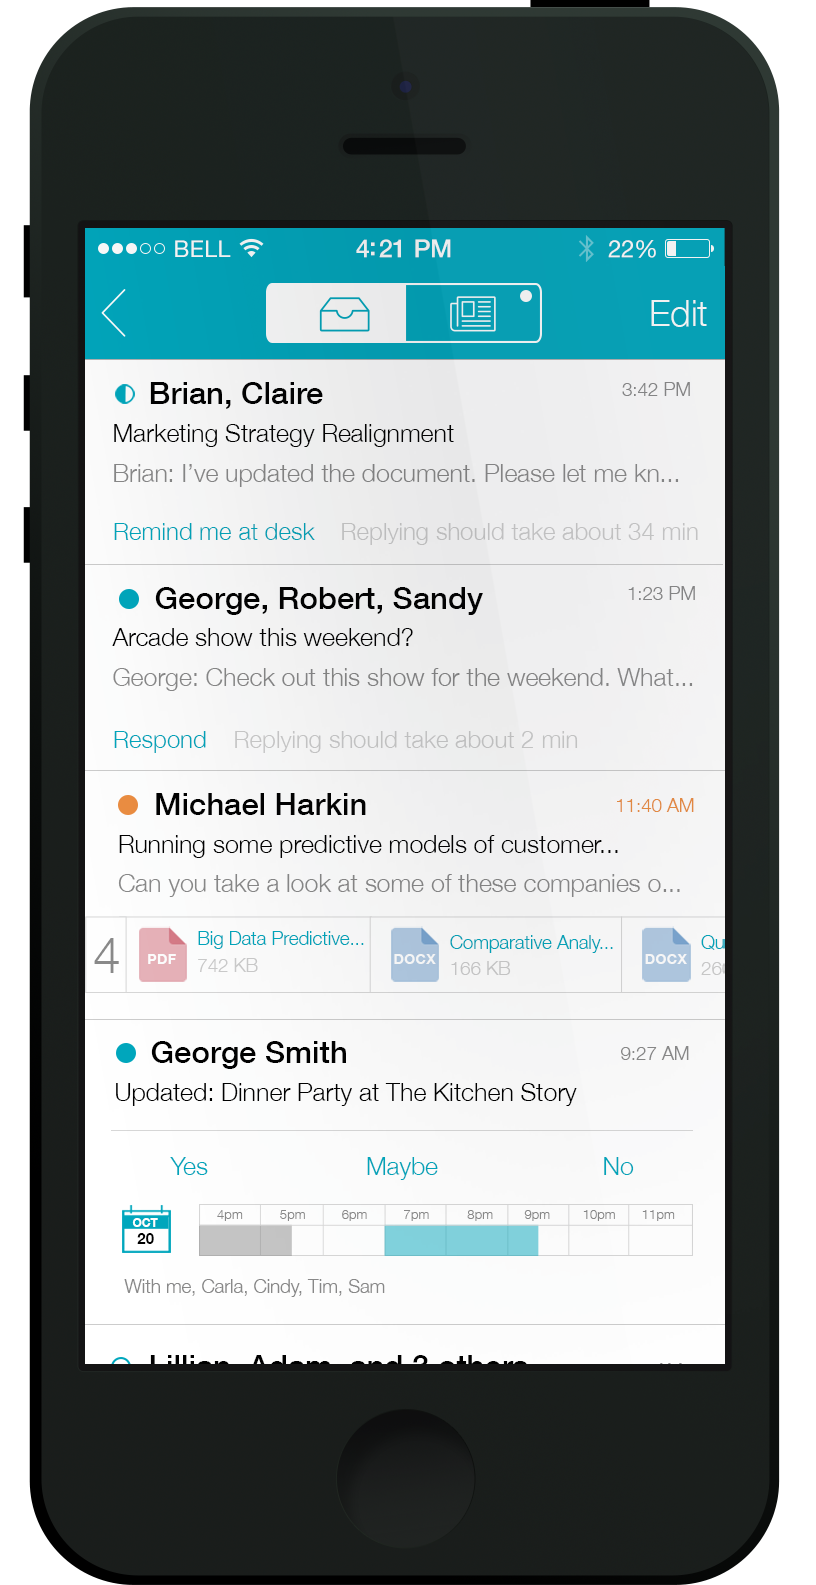 BELL 4:21 PM 22%
Edit
Brian, Claire 3:42 PM
Marketing Strategy Realignment
Brian: I've updated the document. Please let me kn...
Remind me at desk Replying should take about 34 min
George, Robert, Sandy 1:23 PM
Arcade show this weekend?
George: Check out this show for the weekend. What...
Respond Replying should take about 2 min
Michael Harkin 11:40 AM
Running some predictive models of customer...
Can you take a look at some of these companies o...
4 PDF Big Data Predictive... DOCX Comparative Analy... DOCX Qu
742 KB 166 KB 26
George Smith 9:27 AM
Updated: Dinner Party at The Kitchen Story
Yes Maybe No
OCT 4pm 5pm 6pm 7pm 8pm 9pm 10pm 11pm
20
With me, Carla, Cindy, Tim, Sam
Lillian, Adam, and 3 others